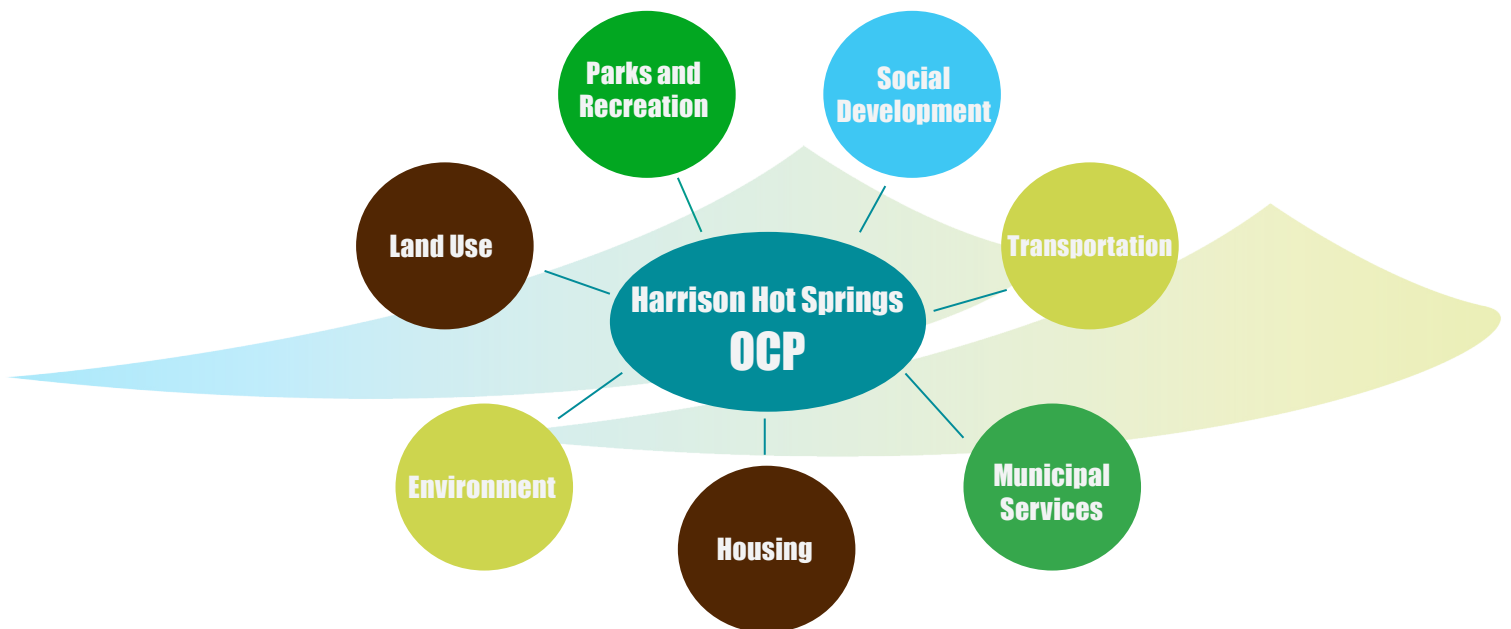 Parks and
Recreation
Social
Development
Land Use
Transportation
Harrison Hot Springs
OCP
Environment
Municipal
Services
Housing